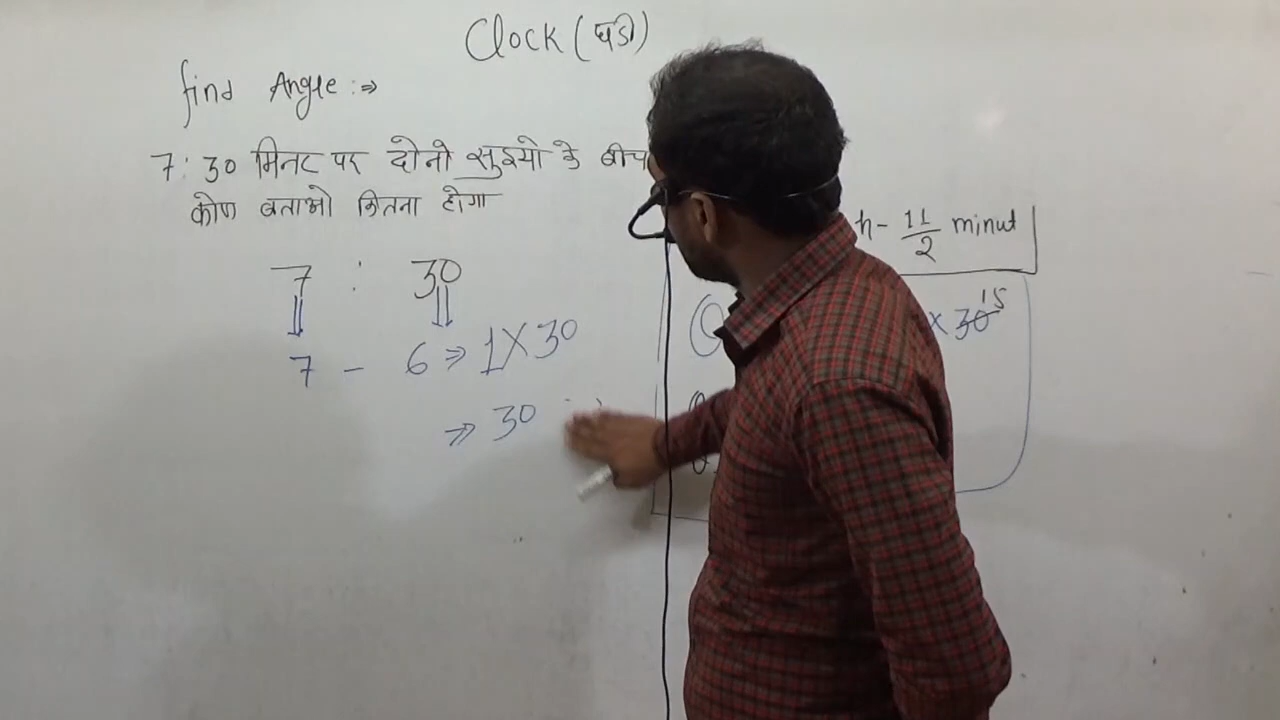 Clock (घडी)
find Angle :⇒
7 : 30 मिनट पर दोनो सुइयो के बीच
कोण बताओ कितना होगा
7 : 30
7 - 6 ⇒ 1 X 30
⇒ 30
h - 11/2 minut
x 30 15